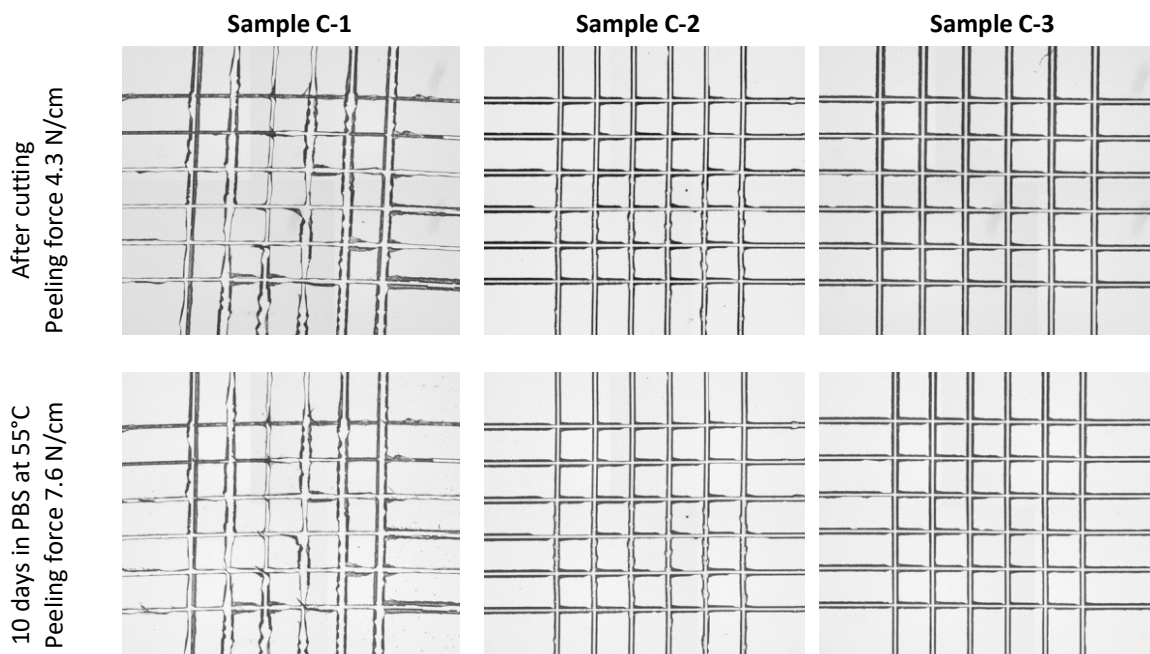 Sample C-1
Sample C-2
Sample C-3
After cutting
Peeling force 4.3 N/cm
10 days in PBS at 55°C
Peeling force 7.6 N/cm